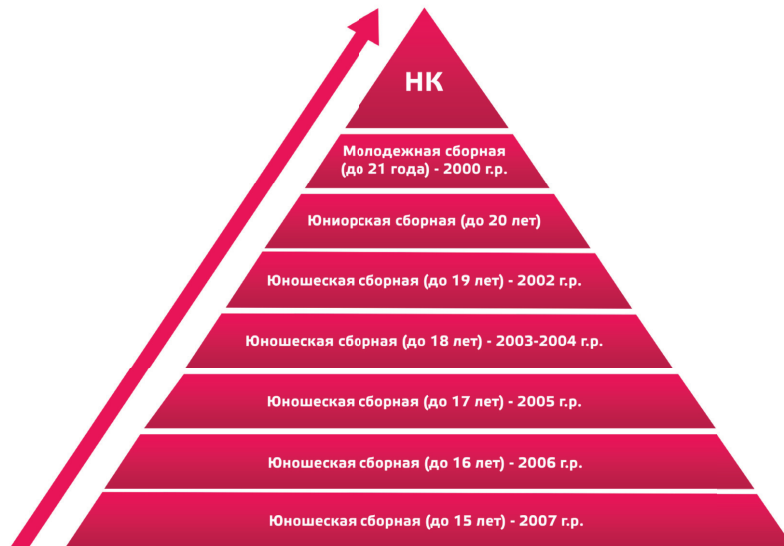 НК
Молодежная сборная
(до 21 года) - 2000 г.р.
Юниорская сборная (до 20 лет)
Юношеская сборная (до 19 лет) - 2002 г.р.
Юношеская сборная (до 18 лет) - 2003-2004 г.р.
Юношеская сборная (до 17 лет) - 2005 г.р.
Юношеская сборная (до 16 лет) - 2006 г.р.
Юношеская сборная (до 15 лет) - 2007 г.р.